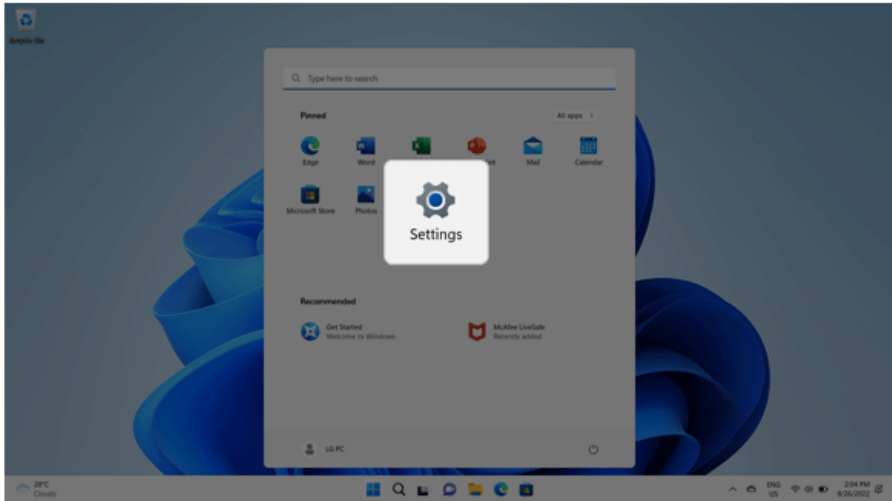 Recycle Bin
Type here to search
Pinned
All apps >
Edge
Word
Mail
Calendar
Microsoft Store
Photos
Settings
Recommended
Get Started
Welcome to Windows
McAfee LiveSafe
Recently added
LG PC
28°C
Cloudy
ENG
US
2:04 PM
8/26/2022